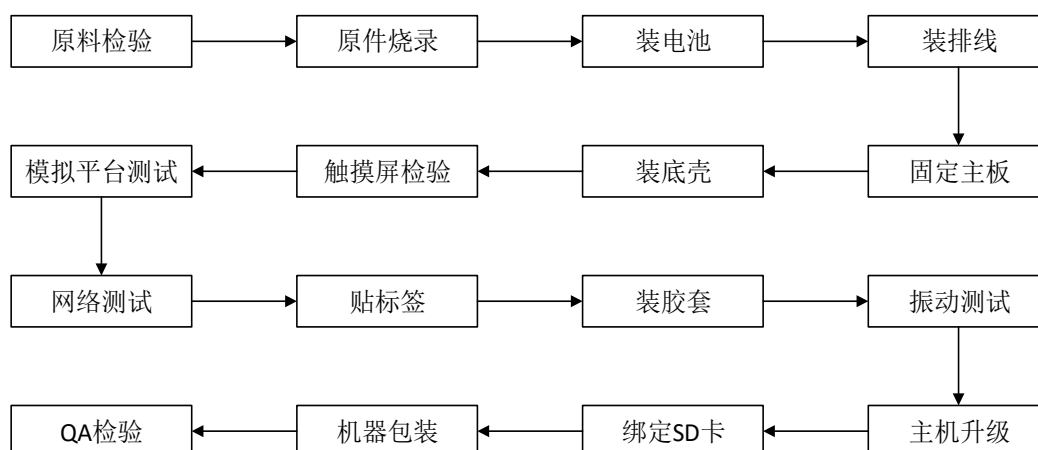 原料检验
原件烧录
装电池
装排线
固定主板
装底壳
触摸屏检验
模拟平台测试
网络测试
贴标签
装胶套
振动测试
主机升级
绑定SD卡
机器包装
QA检验